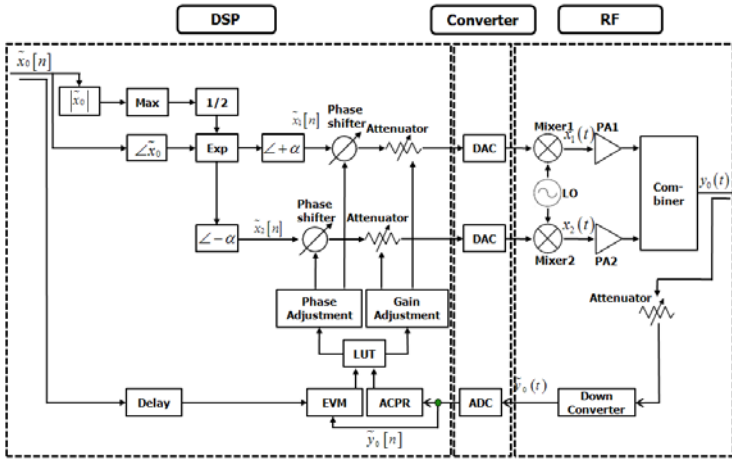 DSP
Converter
RF
x̃₀[n]
|x̃₀|
Max
1/2
∠x̃₀
Exp
∠+α
x̃₁[n]
Phase
shifter
Attenuator
DAC
Mixer1
x₁(t)
PA1
LO
Com-
biner
y₀(t)
∠−α
x̃₂[n]
Phase
shifter
Attenuator
DAC
x₂(t)
Mixer2
PA2
Phase
Adjustment
Gain
Adjustment
Attenuator
LUT
Delay
EVM
ACPR
ADC
ỹ₀(t)
Down
Converter
ỹ₀[n]